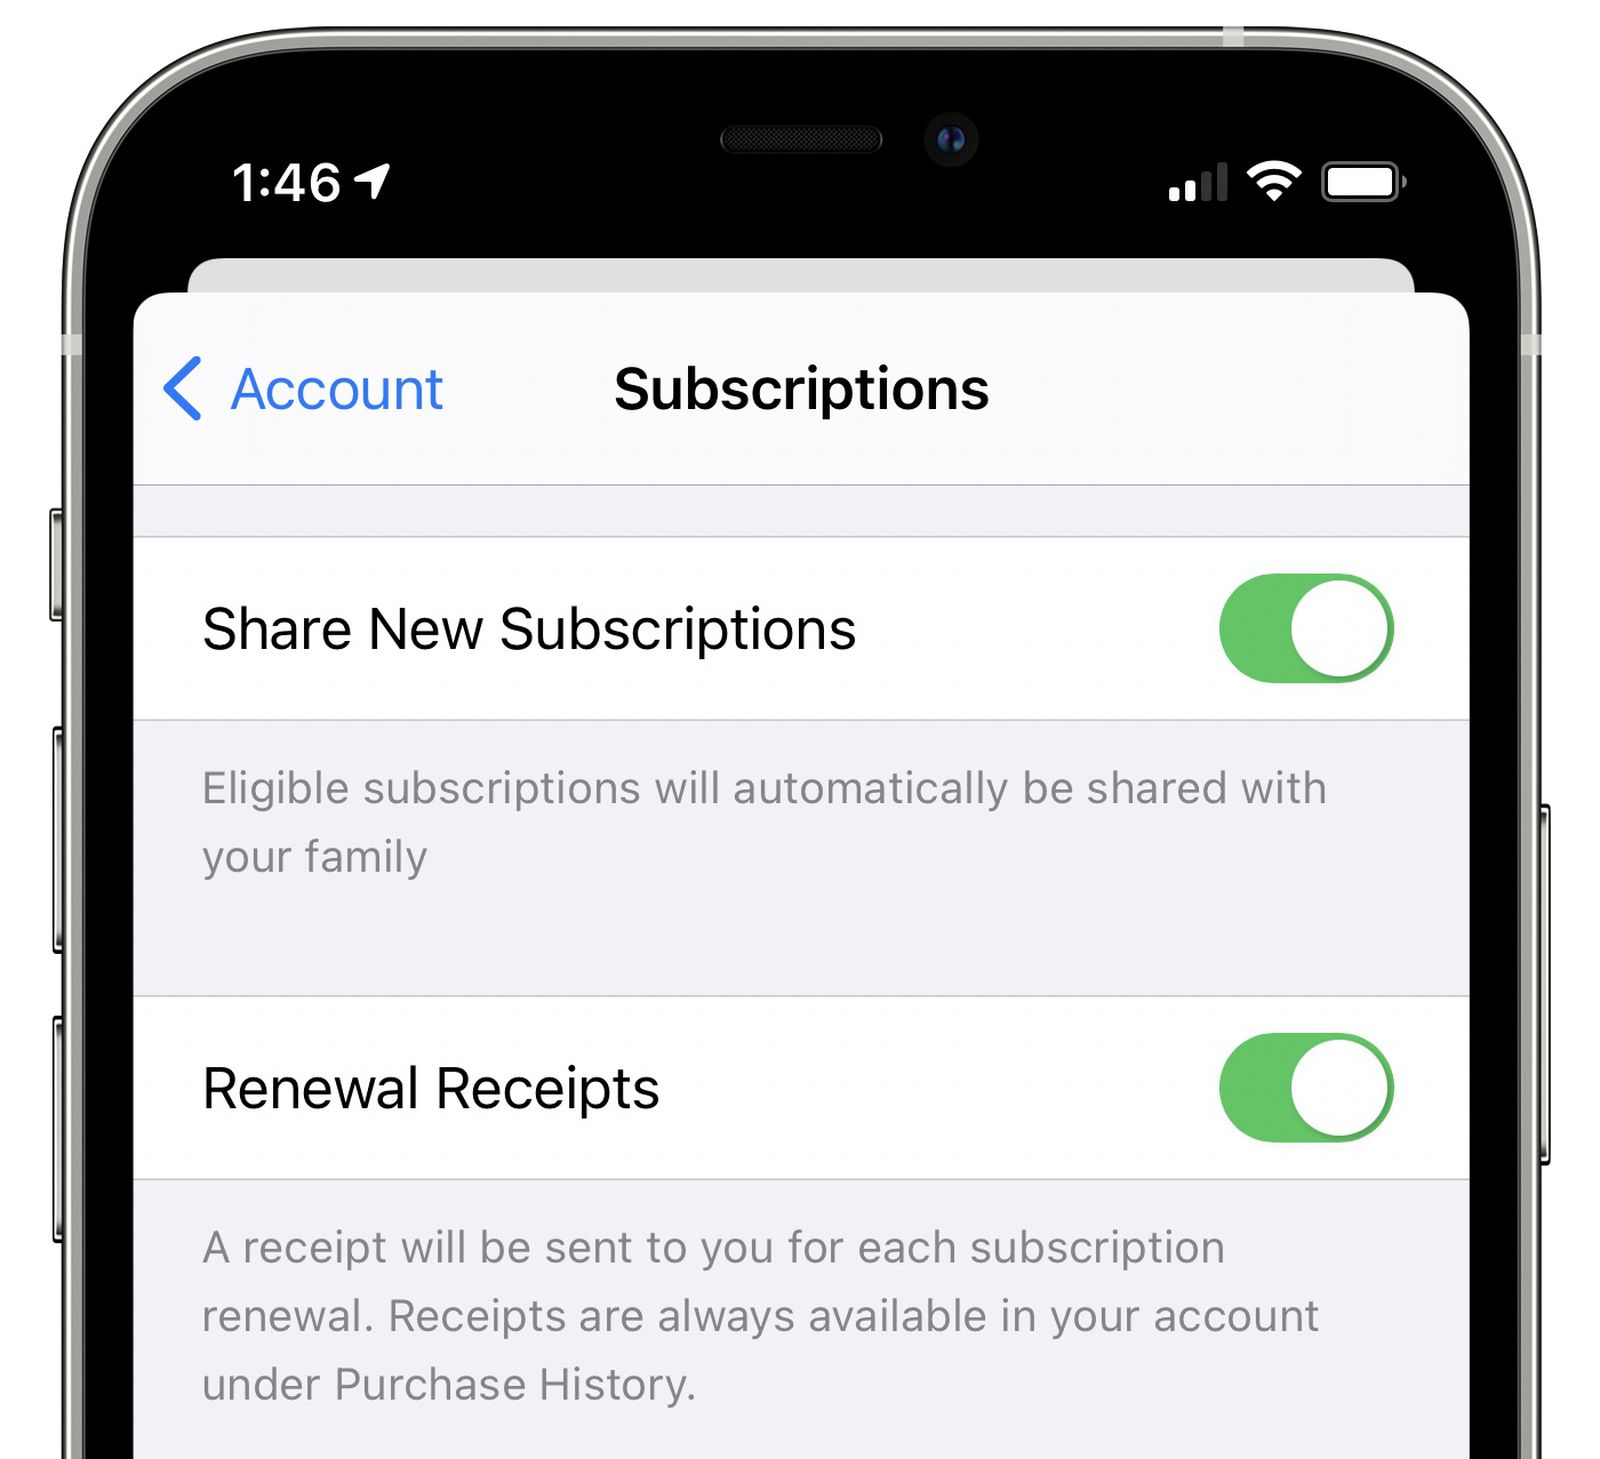 1:46
Account
Subscriptions
Share New Subscriptions
Eligible subscriptions will automatically be shared with
your family
Renewal Receipts
A receipt will be sent to you for each subscription
renewal. Receipts are always available in your account
under Purchase History.